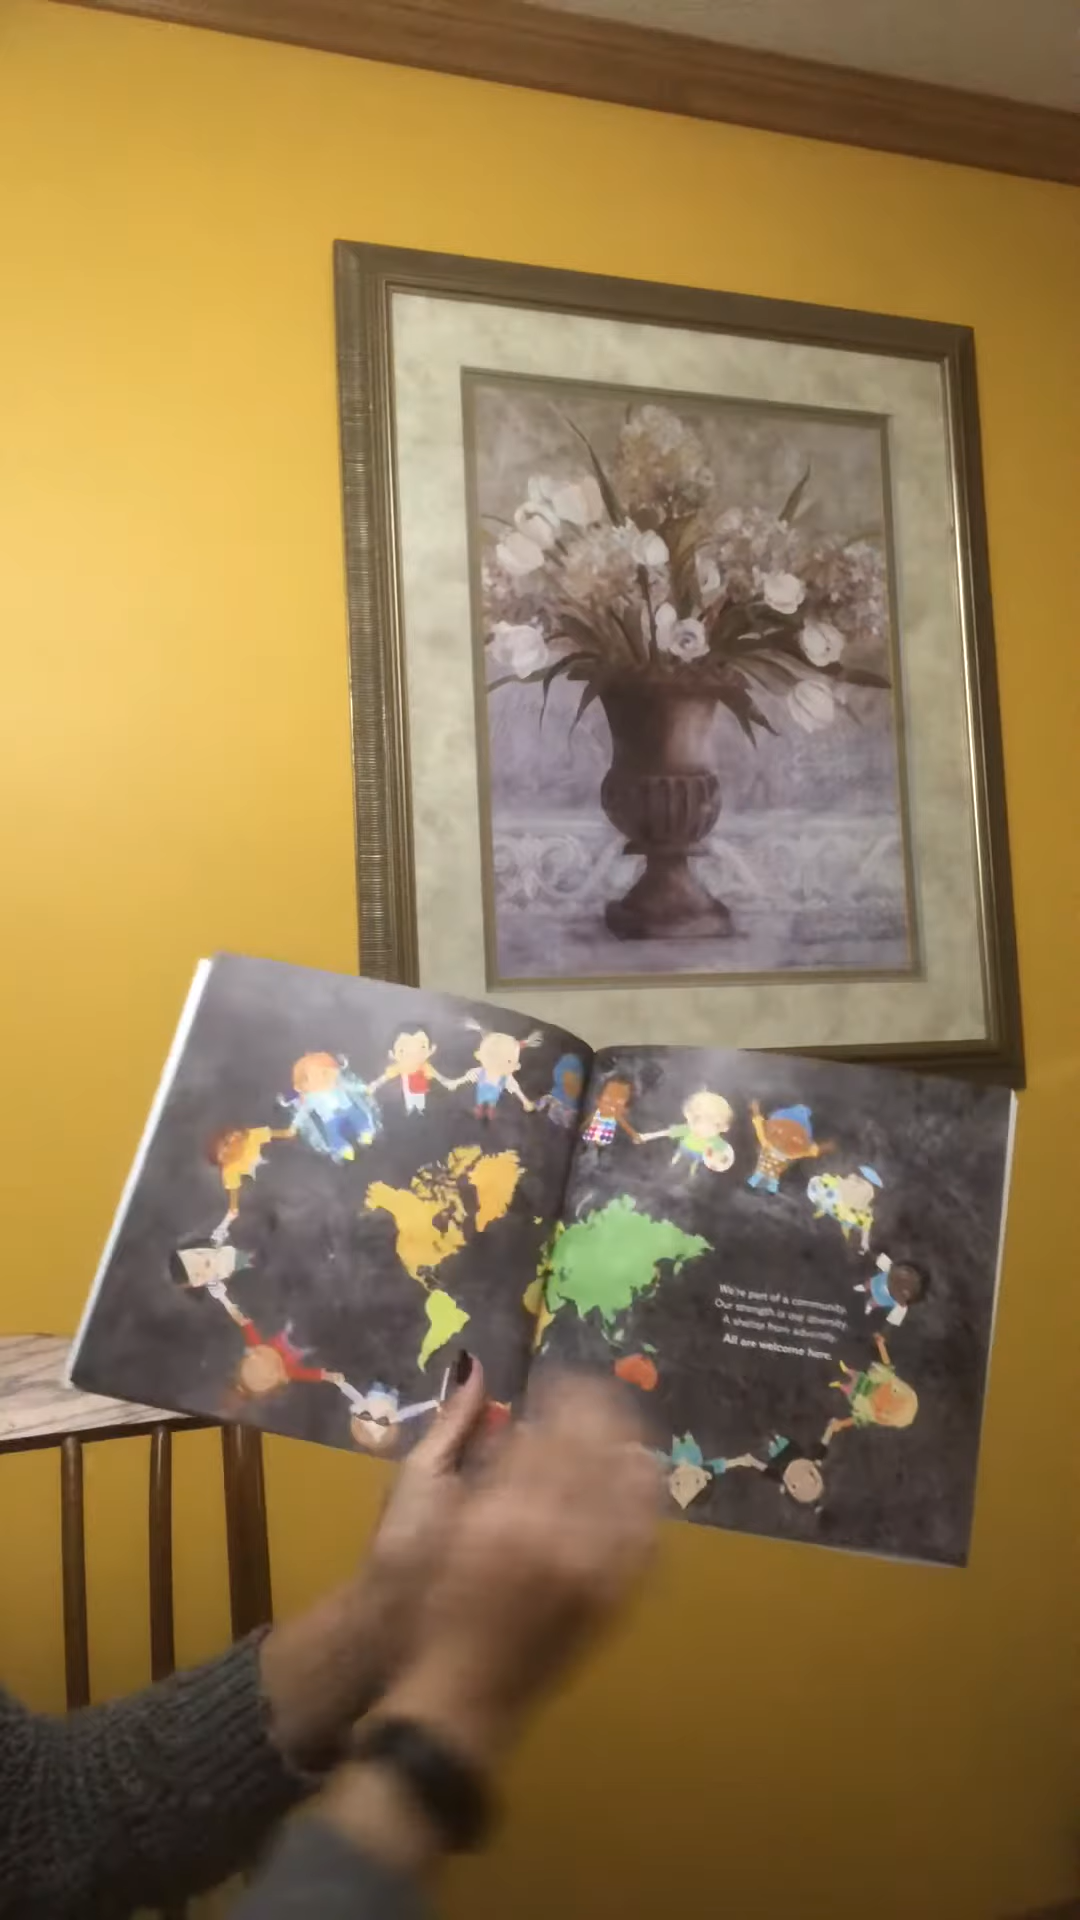 We're part of a community.
Our strength is our diversity.
A shelter from adversity.
All are welcome here.